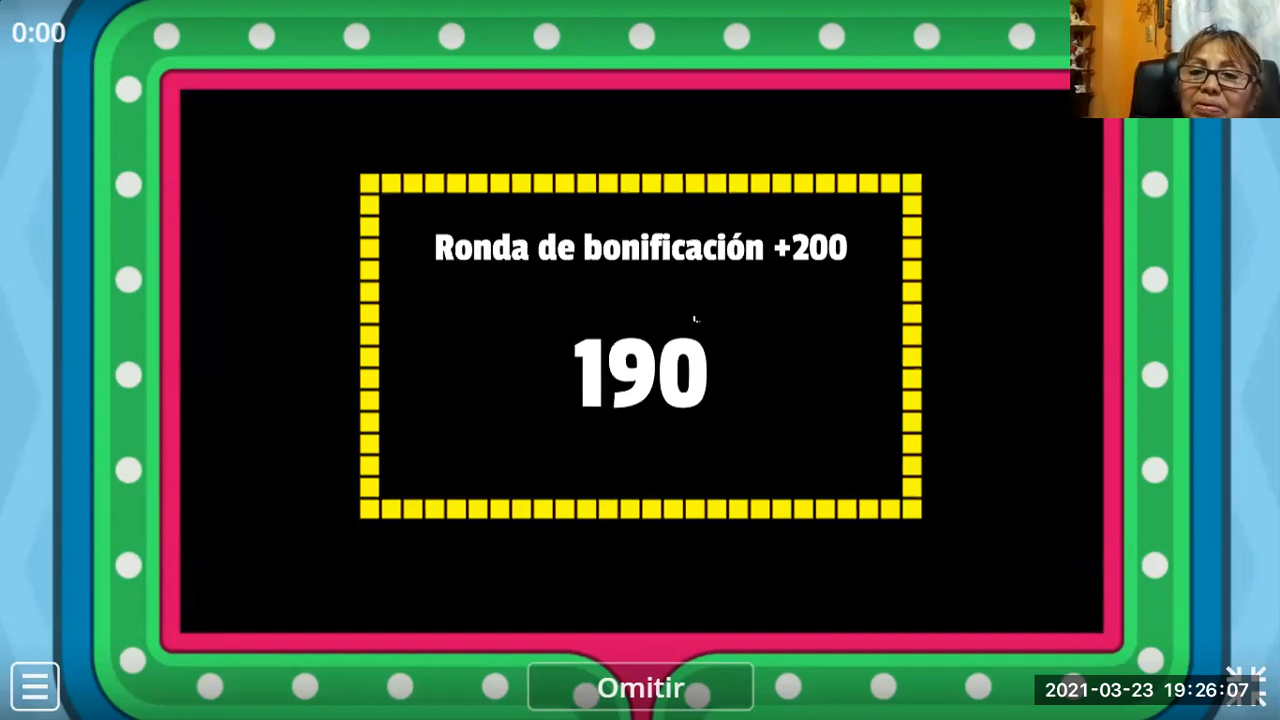 0:00
Ronda de bonificación +200
190
Omitir
2021-03-23 19:26:07